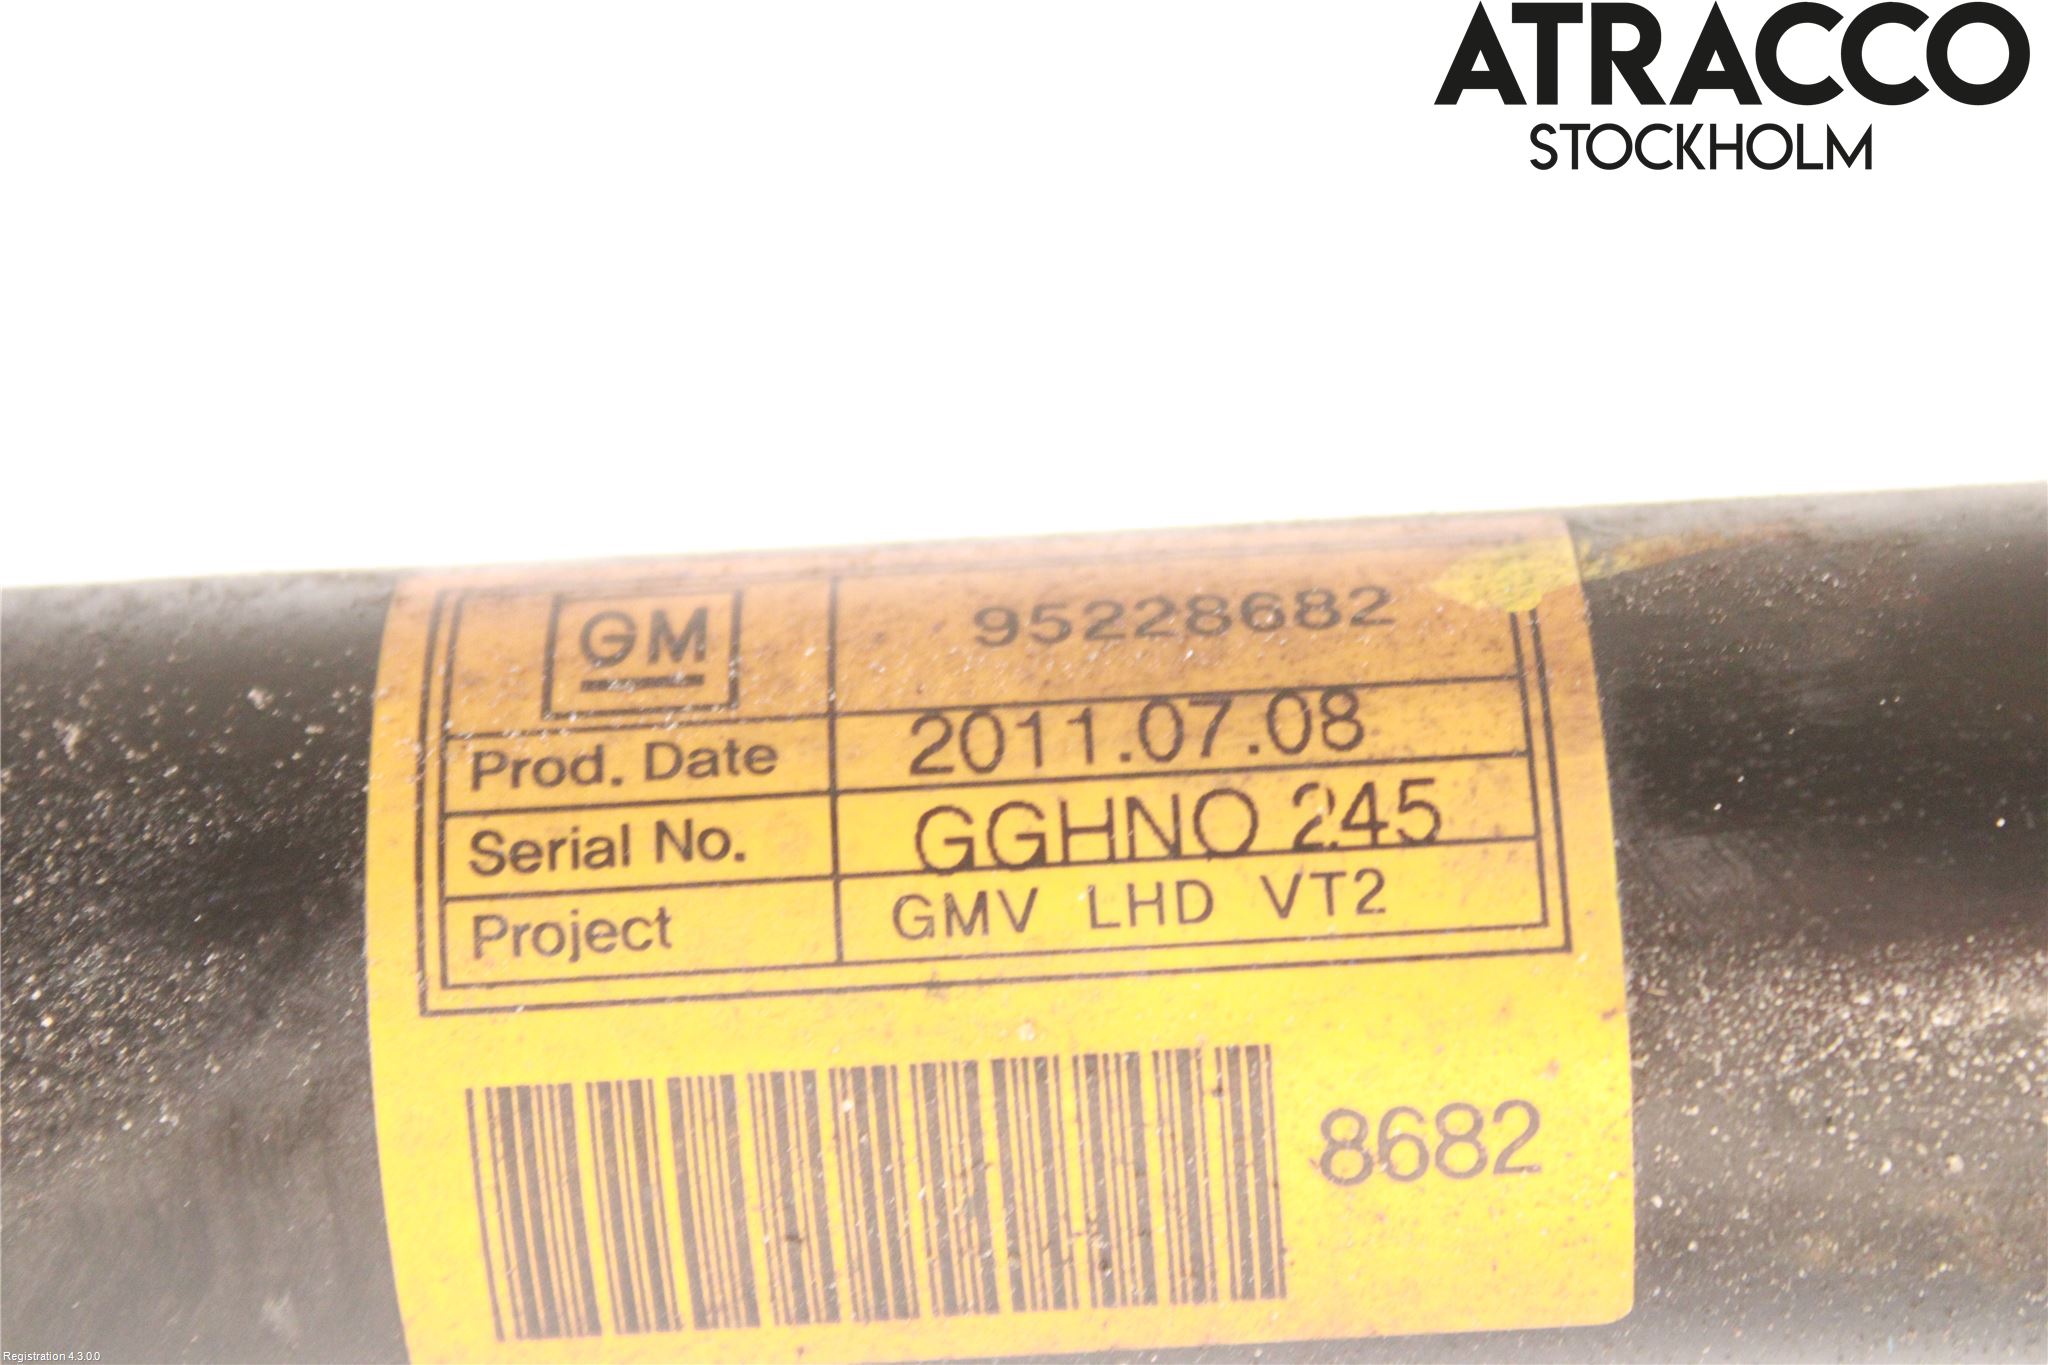 ATRACCO
STOCKHOLM
GM 95228682
Prod. Date 2011.07.08
Serial No. GGHNO 245
Project GMV LHD VT2
8682
Registration 4.3.0.0